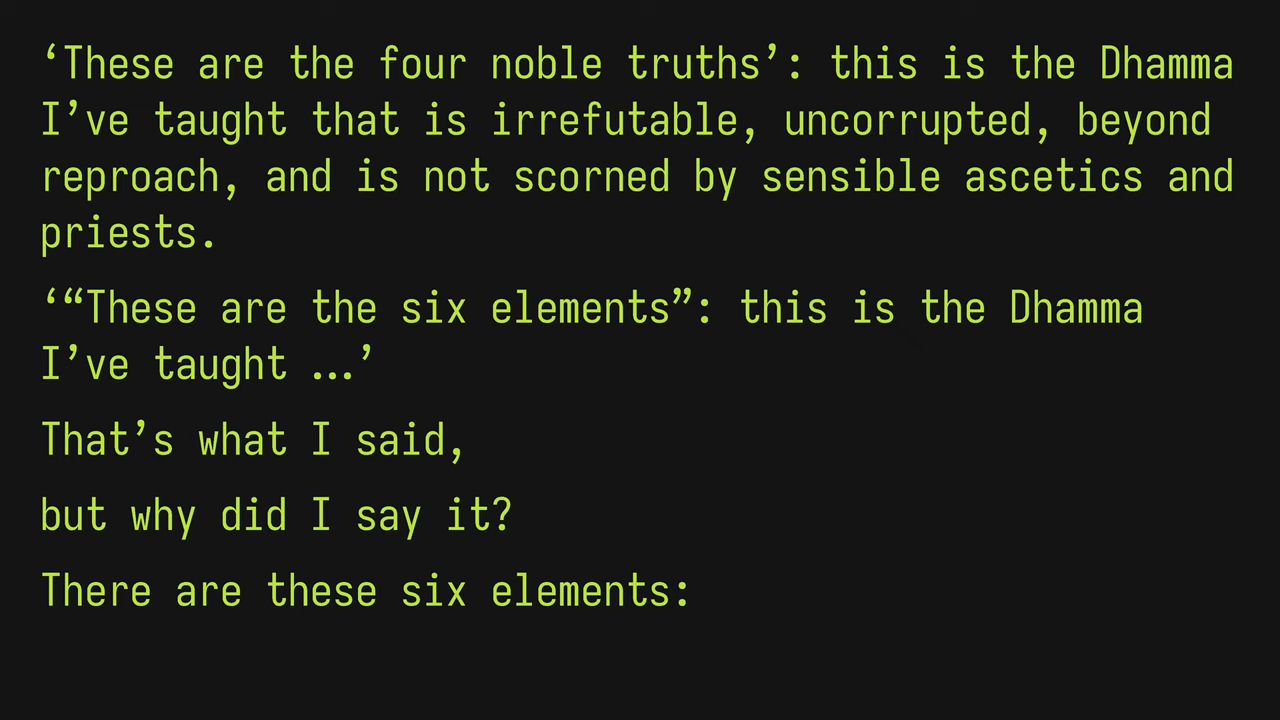 ‘These are the four noble truths’: this is the Dhamma
I’ve taught that is irrefutable, uncorrupted, beyond
reproach, and is not scorned by sensible ascetics and
priests.
‘“These are the six elements”: this is the Dhamma
I’ve taught …’
That’s what I said,
but why did I say it?
There are these six elements: